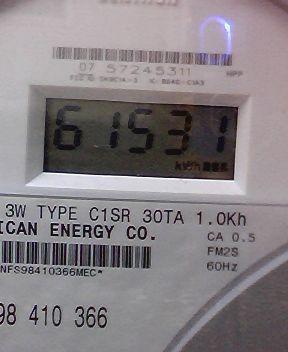 07 57245311 HPP
61531
kWh
3W TYPE C1SR 30TA 1.0Kh
ICAN ENERGY CO.
CA 0.5
FM2S
60Hz
NFS98410366MEC*
98 410 366